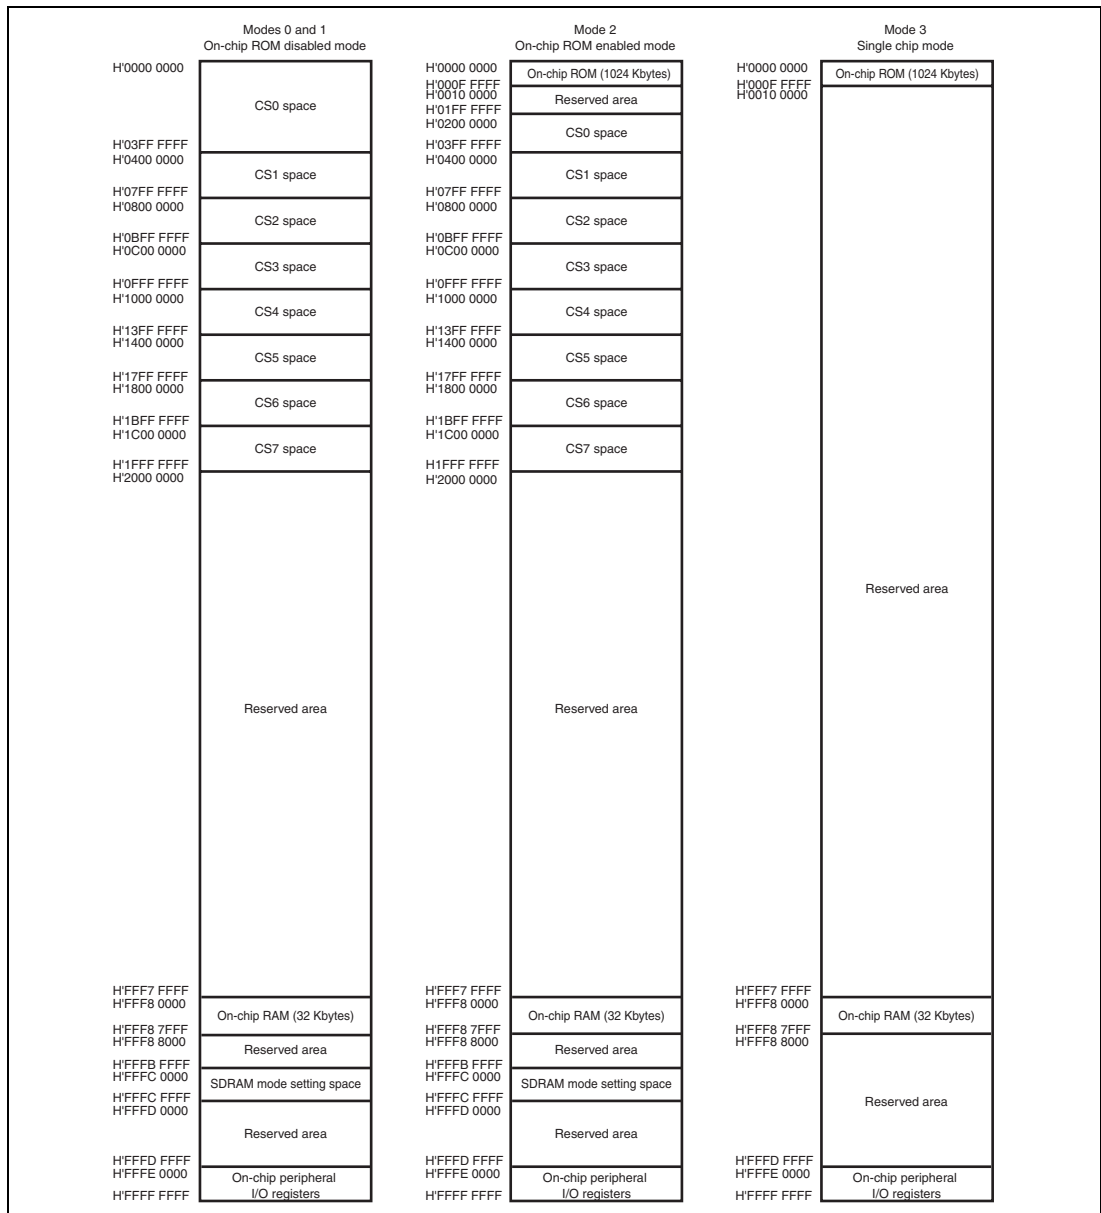 Modes 0 and 1
On-chip ROM disabled mode
H'0000 0000
CS0 space
H'03FF FFFF
H'0400 0000
CS1 space
H'07FF FFFF
H'0800 0000
CS2 space
H'0BFF FFFF
H'0C00 0000
CS3 space
H'0FFF FFFF
H'1000 0000
CS4 space
H'13FF FFFF
H'1400 0000
CS5 space
H'17FF FFFF
H'1800 0000
CS6 space
H'1BFF FFFF
H'1C00 0000
CS7 space
H'1FFF FFFF
H'2000 0000
Reserved area
H'FFF7 FFFF
H'FFF8 0000
On-chip RAM (32 Kbytes)
H'FFF8 7FFF
H'FFF8 8000
Reserved area
H'FFFB FFFF
H'FFFC 0000
SDRAM mode setting space
H'FFFC FFFF
H'FFFD 0000
Reserved area
H'FFFD FFFF
H'FFFE 0000
On-chip peripheral
I/O registers
H'FFFF FFFF
Mode 2
On-chip ROM enabled mode
H'0000 0000
On-chip ROM (1024 Kbytes)
H'000F FFFF
H'0010 0000
Reserved area
H'01FF FFFF
H'0200 0000
CS0 space
H'03FF FFFF
H'0400 0000
CS1 space
H'07FF FFFF
H'0800 0000
CS2 space
H'0BFF FFFF
H'0C00 0000
CS3 space
H'0FFF FFFF
H'1000 0000
CS4 space
H'13FF FFFF
H'1400 0000
CS5 space
H'17FF FFFF
H'1800 0000
CS6 space
H'1BFF FFFF
H'1C00 0000
CS7 space
H1FFF FFFF
H'2000 0000
Reserved area
H'FFF7 FFFF
H'FFF8 0000
On-chip RAM (32 Kbytes)
H'FFF8 7FFF
H'FFF8 8000
Reserved area
H'FFFB FFFF
H'FFFC 0000
SDRAM mode setting space
H'FFFC FFFF
H'FFFD 0000
Reserved area
H'FFFD FFFF
H'FFFE 0000
On-chip peripheral
I/O registers
H'FFFF FFFF
Mode 3
Single chip mode
H'0000 0000
On-chip ROM (1024 Kbytes)
H'000F FFFF
H'0010 0000
Reserved area
H'FFF7 FFFF
H'FFF8 0000
On-chip RAM (32 Kbytes)
H'FFF8 7FFF
H'FFF8 8000
Reserved area
H'FFFD FFFF
H'FFFE 0000
On-chip peripheral
I/O registers
H'FFFF FFFF